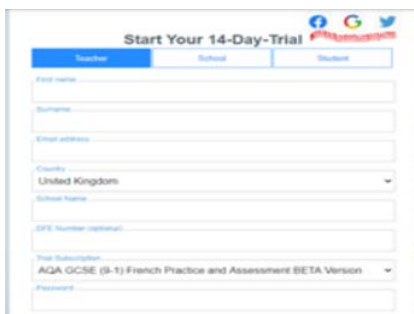 Start Your 14-Day-Trial
Teacher School Student
First name
Surname
Email address
Country
United Kingdom
School Name
DFE Number (optional)
Trial Subscription
AQA GCSE (9-1) French Practice and Assessment BETA Version
Password